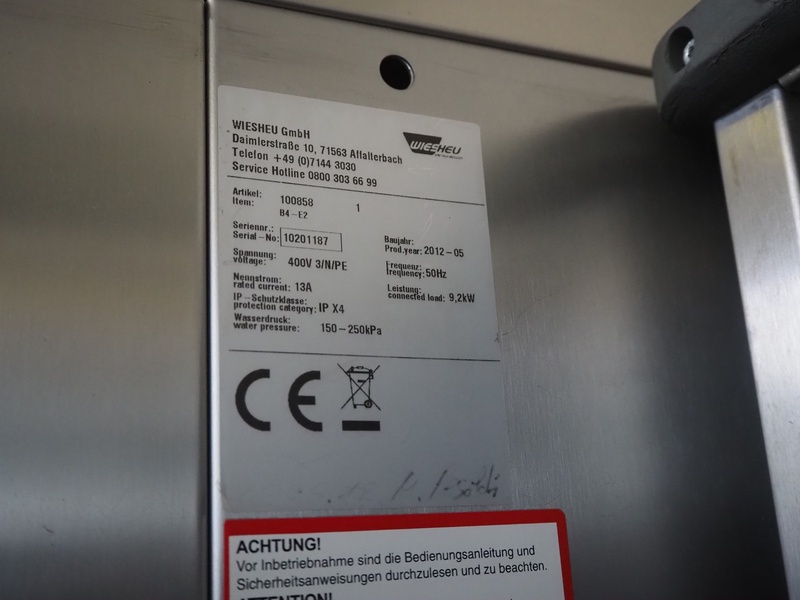 WIESHEU GmbH
Daimlerstraße 10, 71563 Affalterbach
Telefon +49 (0)7144 3030
Service Hotline 0800 303 66 99
WIESHEU
Artikel:
Item: 100858 1
B4-E2
Seriennr.:
Serial-No: 10201187
Baujahr:
Prod.year: 2012-05
Spannung:
voltage: 400V 3/N/PE
Frequenz:
frequency: 50Hz
Nennstrom:
rated current: 13A
Leistung:
connected load: 9,2kW
IP-Schutzklasse:
protection category: IP X4
Wasserdruck:
water pressure: 150-250kPa
CE
ACHTUNG!
Vor Inbetriebnahme sind die Bedienungsanleitung und
Sicherheitsanweisungen durchzulesen und zu beachten.
ATTENTION!